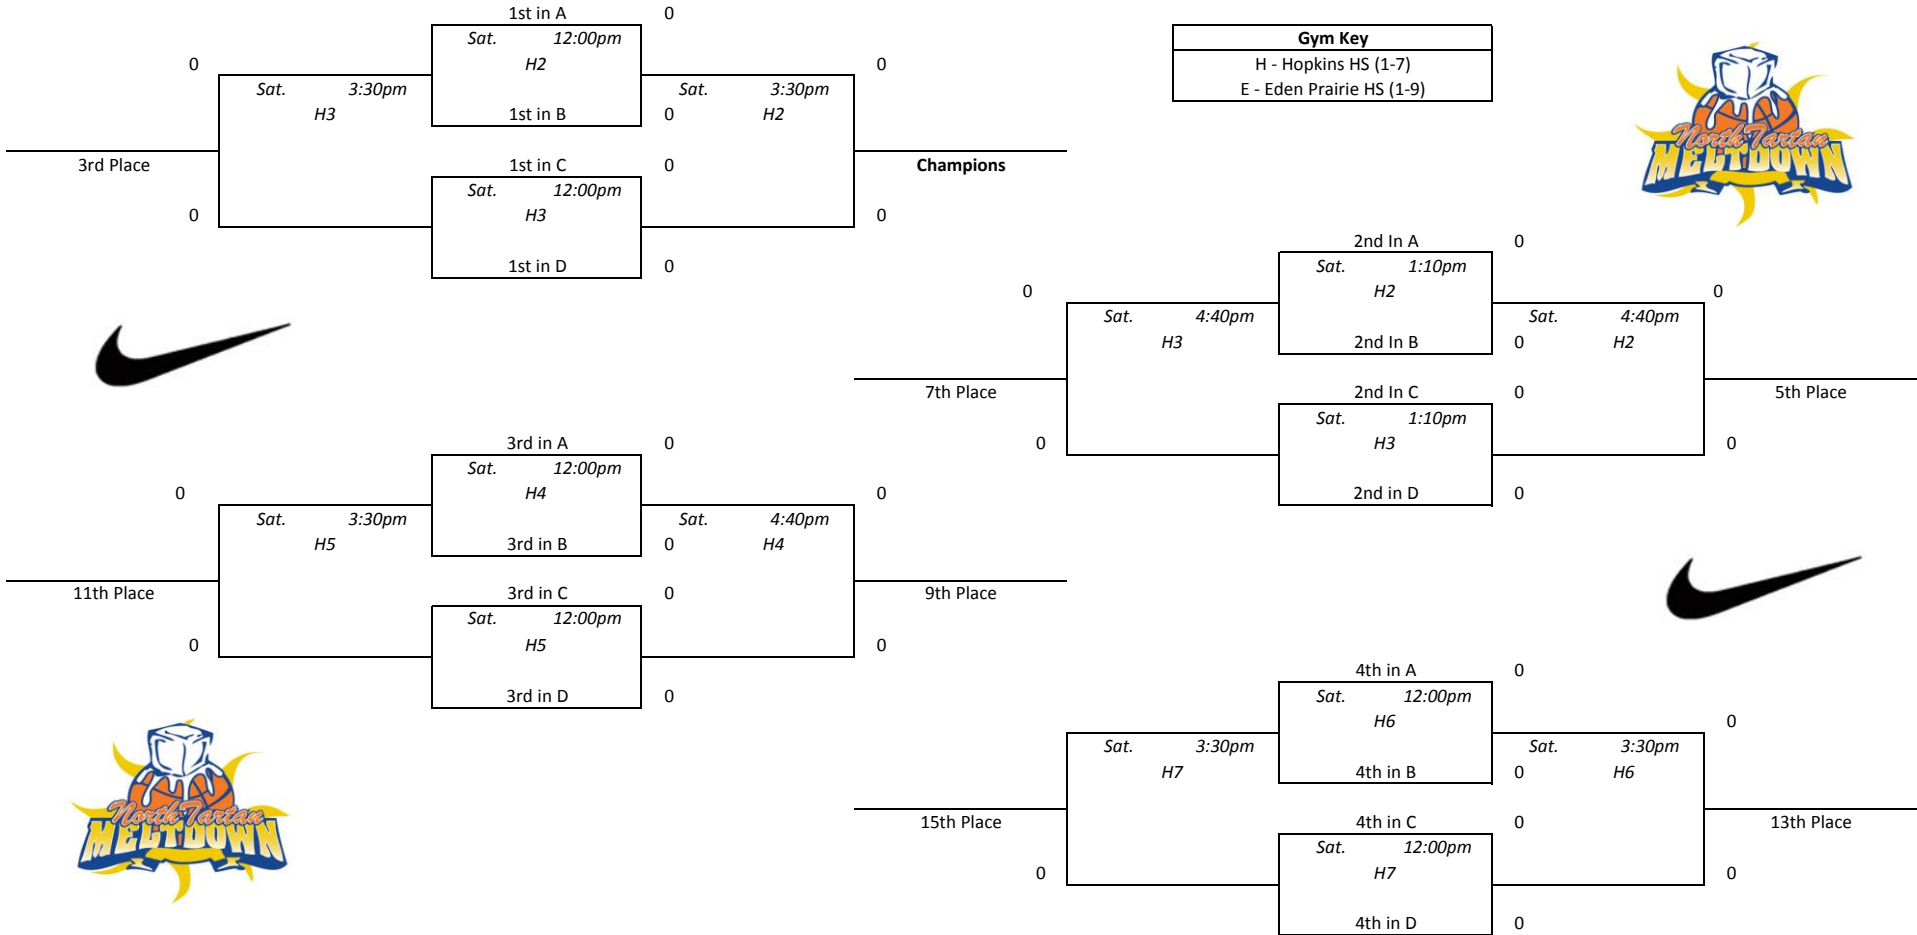 1st in A 0
Sat. 12:00pm
Gym Key
0 H2 0
H - Hopkins HS (1-7)
Sat. 3:30pm Sat. 3:30pm
E - Eden Prairie HS (1-9)
H3 1st in B 0 H2
3rd Place 1st in C 0 Champions
Sat. 12:00pm
0 H3 0
1st in D 0
North Tartan
MELTDOWN
2nd In A 0
Sat. 1:10pm
0 H2 0
Sat. 4:40pm Sat. 4:40pm
H3 2nd In B 0 H2
7th Place 2nd In C 0 5th Place
Sat. 1:10pm
0 H3 0
2nd in D 0
3rd in A 0
Sat. 12:00pm
0 H4 0
Sat. 3:30pm Sat. 4:40pm
H5 3rd in B 0 H4
11th Place 3rd in C 0 9th Place
Sat. 12:00pm
0 H5 0
3rd in D 0
4th in A 0
Sat. 12:00pm
H6 0
Sat. 3:30pm Sat. 3:30pm
H7 4th in B 0 H6
15th Place 4th in C 0 13th Place
Sat. 12:00pm
0 H7 0
4th in D 0
North Tartan
MELTDOWN